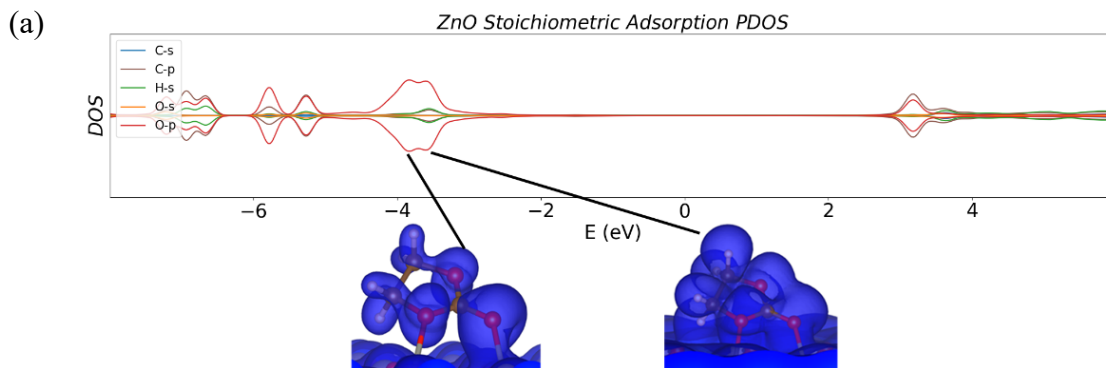 (a)
ZnO Stoichiometric Adsorption PDOS
C-s
C-p
H-s
O-s
O-p
DOS
−6 −4 −2 0 2 4
E (eV)